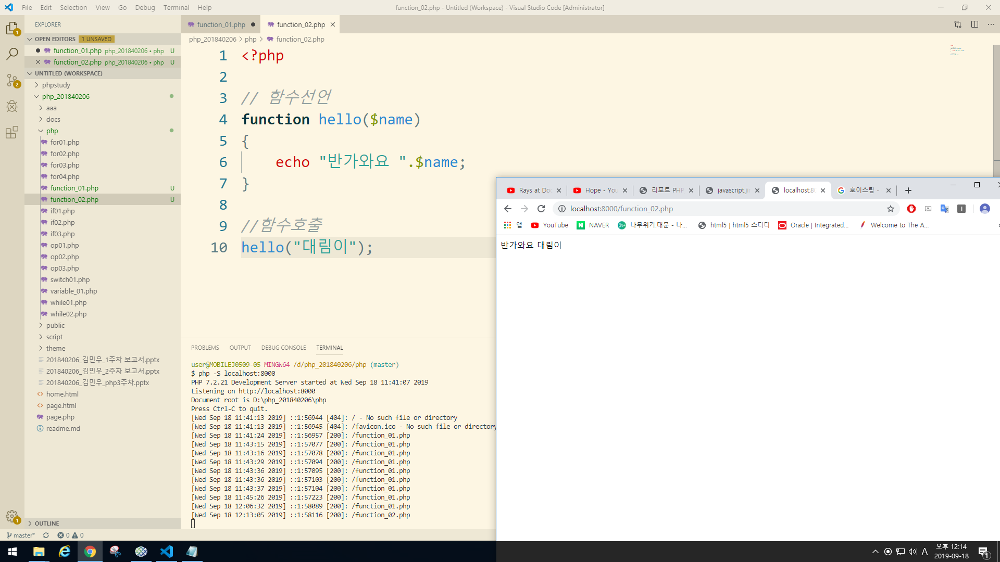 File Edit Selection View Go Debug Terminal Help
function_02.php - Untitled (Workspace) - Visual Studio Code [Administrator]
EXPLORER
OPEN EDITORS 1 UNSAVED
function_01.php php_201840206 • php U
function_02.php php_201840206 • php U
UNTITLED (WORKSPACE)
phpstudy
php_201840206
aaa
docs
php
for01.php
for02.php
for03.php
for04.php
function_01.php U
function_02.php U
if01.php
if02.php
if03.php
op01.php
op02.php
op03.php
switch01.php
variable_01.php
while01.php
while02.php
public
script
theme
201840206_김민우_1주차 보고서.pptx
201840206_김민우_2주차 보고서.pptx
201840206_김민우_php3주차.pptx
home.html
page.html
page.php
readme.md
OUTLINE
master* 0 0
1
2
1
function_01.php
function_02.php
php_201840206 > php > function_02.php
1 <?php
2
3 // 함수선언
4 function hello($name)
5 {
6 echo "반가와요 ".$name;
7 }
8
9 //함수호출
10 hello("대림이");
PROBLEMS OUTPUT DEBUG CONSOLE TERMINAL
user@MOBILEJ0509-05 MINGW64 /d/php_201840206/php (master)
$ php -S localhost:8000
PHP 7.2.21 Development Server started at Wed Sep 18 11:41:07 2019
Listening on http://localhost:8000
Document root is D:\php_201840206\php
Press Ctrl-C to quit.
[Wed Sep 18 11:41:13 2019] ::1:56944 [404]: / - No such file or directory
[Wed Sep 18 11:41:13 2019] ::1:56945 [404]: /favicon.ico - No such file or directory
[Wed Sep 18 11:41:24 2019] ::1:56957 [200]: /function_01.php
[Wed Sep 18 11:43:15 2019] ::1:57077 [200]: /function_01.php
[Wed Sep 18 11:43:16 2019] ::1:57078 [200]: /function_01.php
[Wed Sep 18 11:43:29 2019] ::1:57094 [200]: /function_01.php
[Wed Sep 18 11:43:36 2019] ::1:57095 [200]: /function_01.php
[Wed Sep 18 11:43:36 2019] ::1:57103 [200]: /function_01.php
[Wed Sep 18 11:43:37 2019] ::1:57104 [200]: /function_01.php
[Wed Sep 18 11:45:26 2019] ::1:57223 [200]: /function_01.php
[Wed Sep 18 12:06:32 2019] ::1:58089 [200]: /function_01.php
[Wed Sep 18 12:13:05 2019] ::1:58116 [200]: /function_02.php
Rays at Do Hope - You 리포트 PHP javascript.ji localhost:80 호이스팅 -
localhost:8000/function_02.php
앱 YouTube NAVER 나무위키:대문 - 나... html5 | html5 스터디 Oracle | Integrated... Welcome to The A...
반가와요 대림이
A 오후 12:14
2019-09-18
1